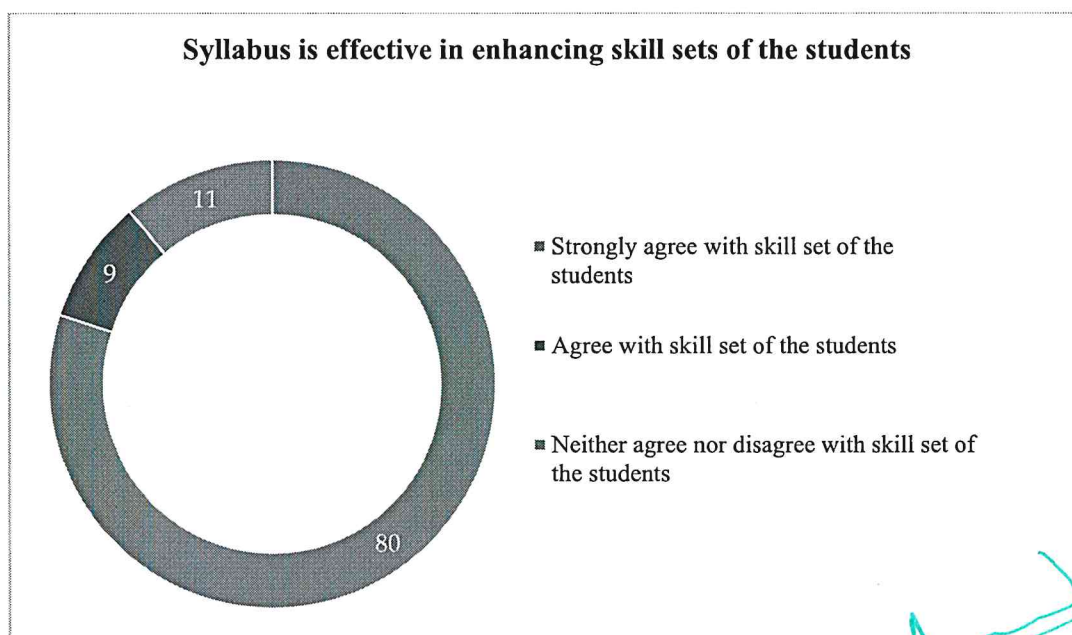 Syllabus is effective in enhancing skill sets of the students
11
9
80
Strongly agree with skill set of the
students
Agree with skill set of the students
Neither agree nor disagree with skill set of
the students